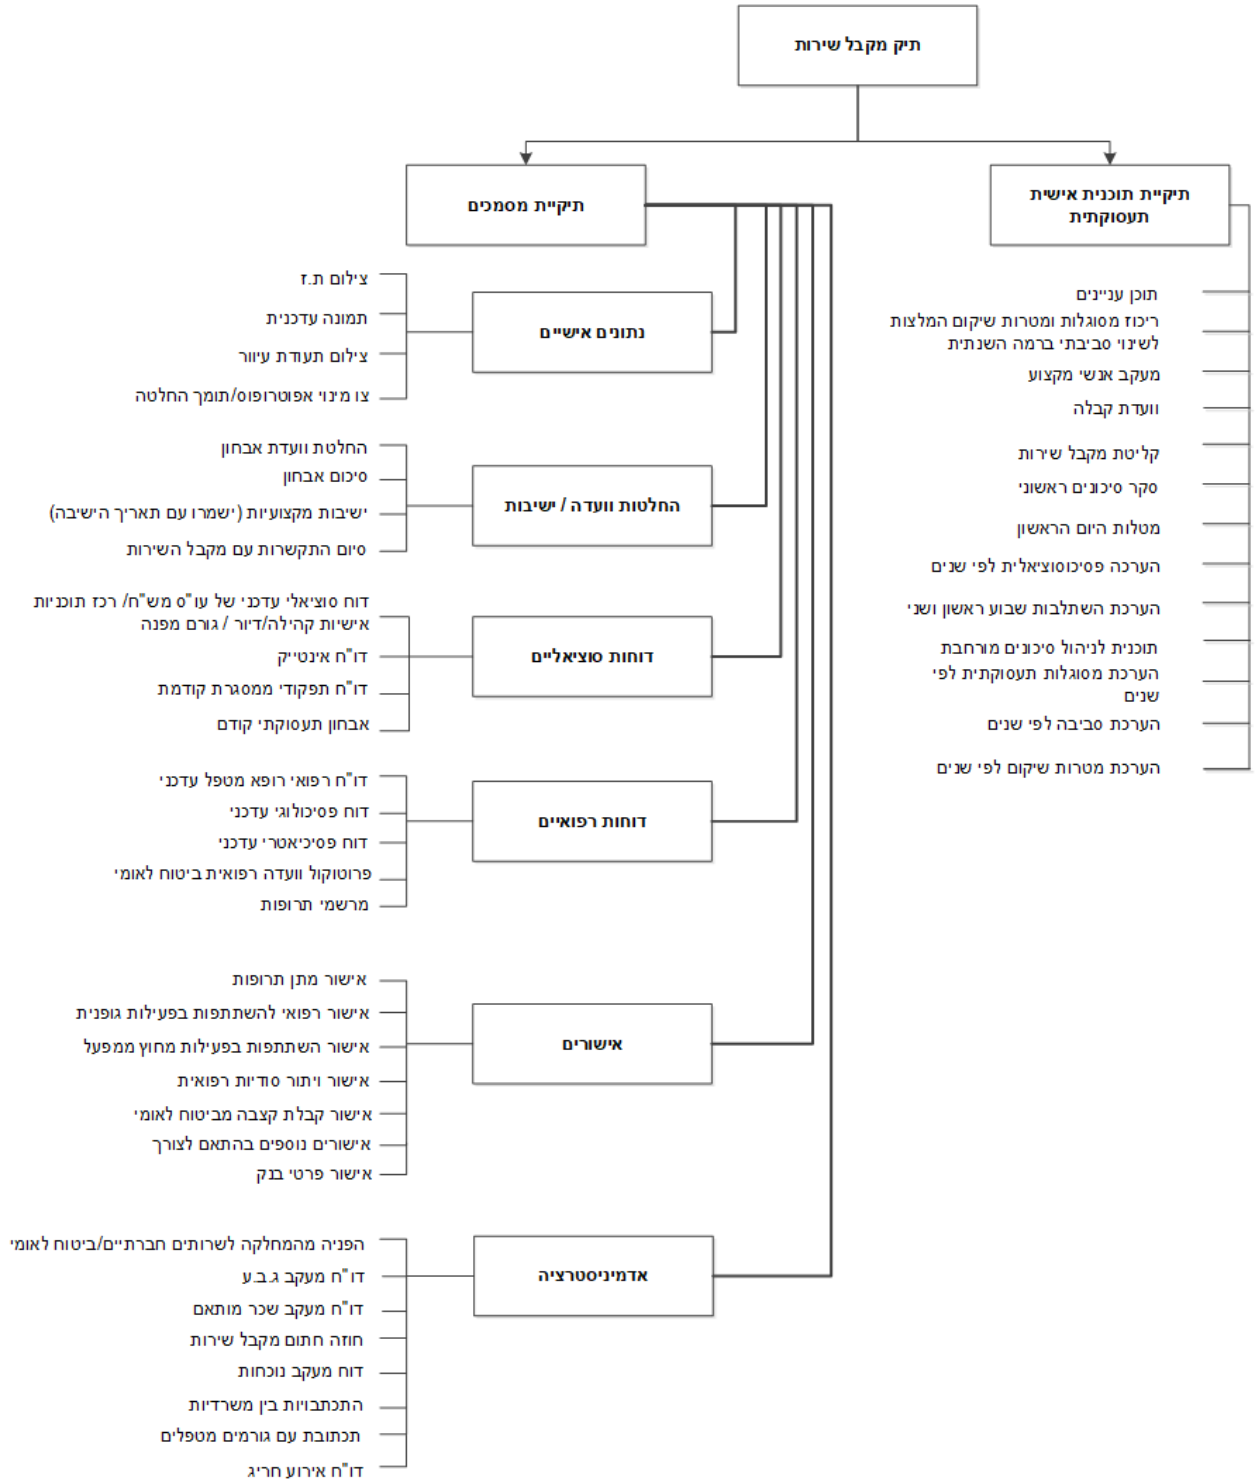 תיק מקבל שירות
תיקיית תוכנית אישית
תעסוקתית
תוכן עניינים
ריכוז מסוגלות ומטרות שיקום המלצות
לשינוי סביבתי ברמה השנתית
מעקב אנשי מקצוע
וועדת קבלה
קליטת מקבל שירות
סקר סיכונים ראשוני
מטלות היום הראשון
הערכה פסיכוסוציאלית לפי שנים
הערכת השתלבות שבוע ראשון ושני
תוכנית לניהול סיכונים מורחבת
הערכת מסוגלות תעסוקתית לפי
שנים
הערכת סביבה לפי שנים
הערכת מטרות שיקום לפי שנים
תיקיית מסמכים
נתונים אישיים
צילום ת.ז
תמונה עדכנית
צילום תעודת עיוור
צו מינוי אפוטרופוס/תומך החלטה
החלטות וועדה / ישיבות
החלטת וועדת אבחון
סיכום אבחון
ישיבות מקצועיות (ישמרו עם תאריך הישיבה)
סיום התקשרות עם מקבל השירות
דוחות סוציאליים
דוח סוציאלי עדכני של עו"ס מש"ח/ רכז תוכניות
אישיות קהילה/דיור / גורם מפנה
דו"ח אינטייק
דו"ח תפקודי ממסגרת קודמת
אבחון תעסוקתי קודם
דוחות רפואיים
דו"ח רפואי רופא מטפל עדכני
דוח פסיכולוגי עדכני
דוח פסיכיאטרי עדכני
פרוטוקול וועדה רפואית ביטוח לאומי
מרשמי תרופות
אישורים
אישור מתן תרופות
אישור רפואי להשתתפות בפעילות גופנית
אישור השתתפות בפעילות מחוץ ממפעל
אישור ויתור סודיות רפואית
אישור קבלת קצבה מביטוח לאומי
אישורים נוספים בהתאם לצורך
אישור פרטי בנק
אדמיניסטרציה
הפניה מהמחלקה לשרותים חברתיים/ביטוח לאומי
דו"ח מעקב ג.ב.ע
דו"ח מעקב שכר מותאם
חוזה חתום מקבל שירות
דוח מעקב נוכחות
התכתבויות בין משרדיות
תכתובת עם גורמים מטפלים
דו"ח אירוע חריג